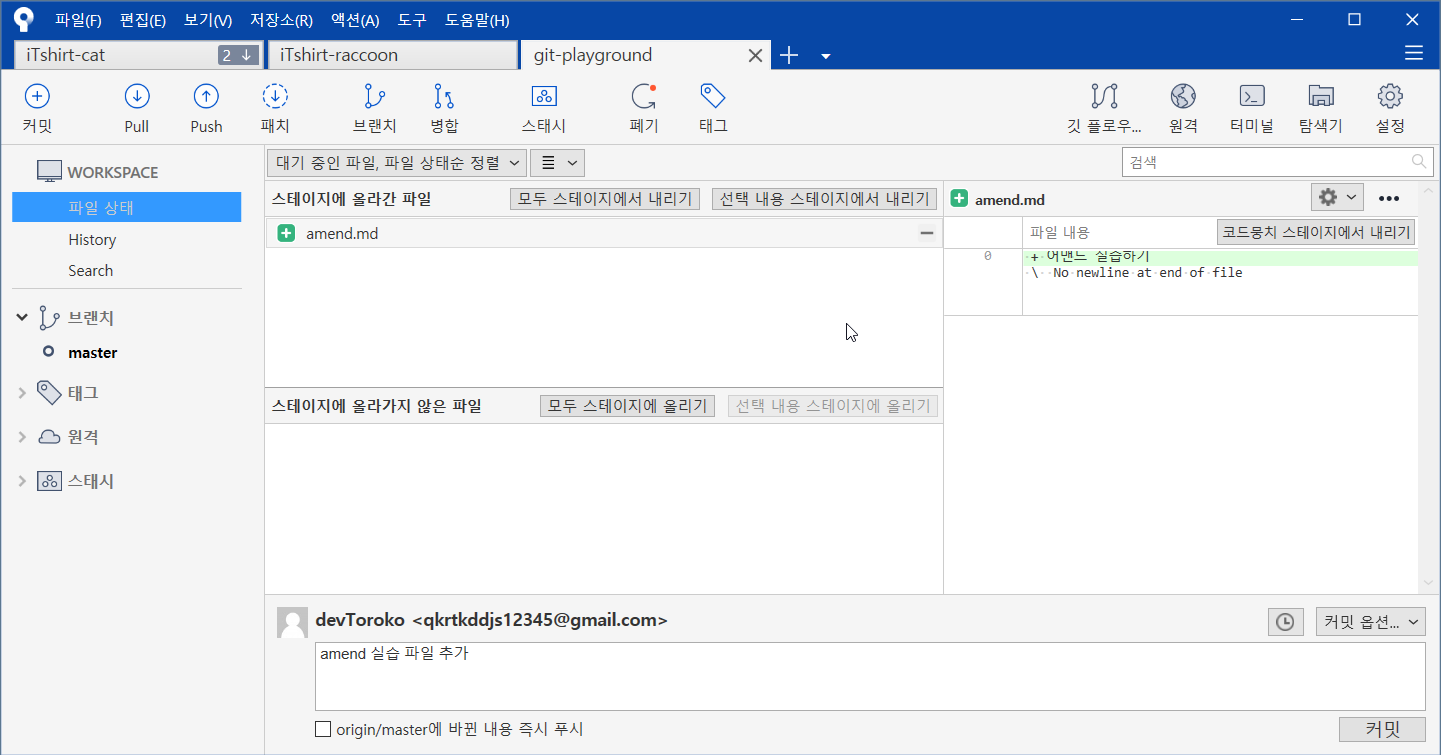 파일(F) 편집(E) 보기(V) 저장소(R) 액션(A) 도구 도움말(H)
iTshirt-cat 2 ↓ iTshirt-raccoon git-playground
커밋 Pull Push 패치 브랜치 병합 스태시 폐기 태그 깃 플로우... 원격 터미널 탐색기 설정
WORKSPACE
파일 상태
History
Search
브랜치
master
태그
원격
스태시
대기 중인 파일, 파일 상태순 정렬
검색
스테이지에 올라간 파일 모두 스테이지에서 내리기 선택 내용 스테이지에서 내리기
amend.md
스테이지에 올라가지 않은 파일 모두 스테이지에 올리기 선택 내용 스테이지에 올리기
amend.md
파일 내용 코드뭉치 스테이지에서 내리기
0 + 어맨드 실습하기
\ No newline at end of file
devToroko <qkrtkddjs12345@gmail.com>
커밋 옵션...
amend 실습 파일 추가
origin/master에 바뀐 내용 즉시 푸시
커밋